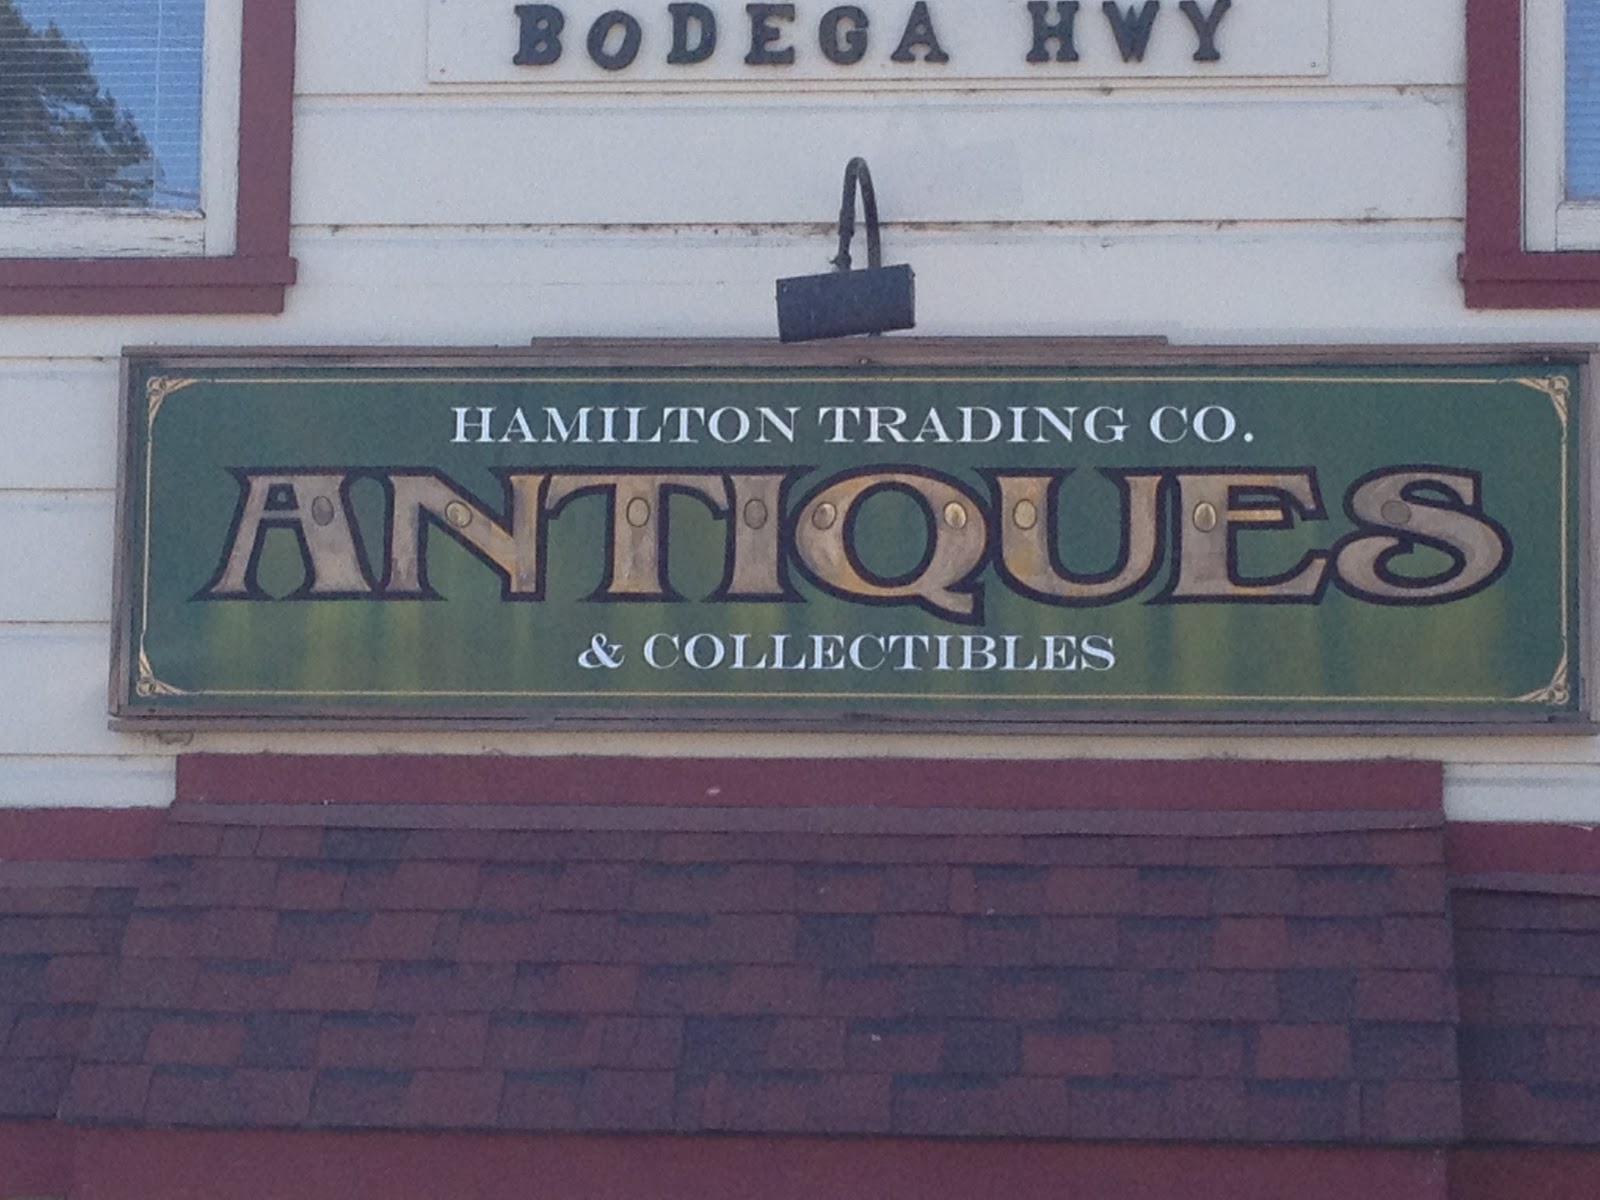 BODEGA HWY
HAMILTON TRADING CO.
ANTIQUES
& COLLECTIBLES